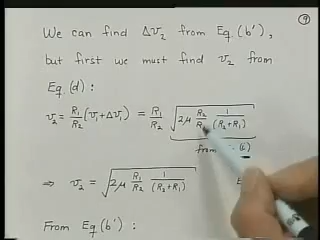 ⑨
We can find Δv₂ from Eq.(b'),
but first we must find v₂ from
Eq.(d):
v₂ = R₁/R₂ (v₁+Δv₁) = R₁/R₂ √(2μ R₂/R₁ 1/(R₂+R₁))
from
⇒ v₂ = √(2μ R₁/R₂ 1/(R₂+R₁))
From Eq(b'):